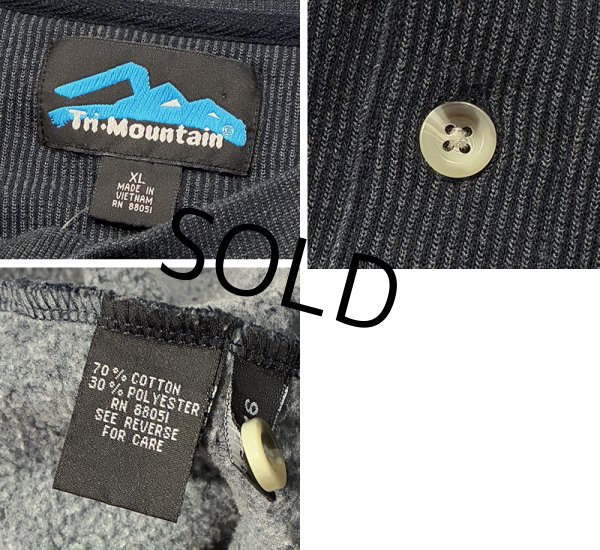 Tri-Mountain®
XL
MADE IN
VIETNAM
RN 88051
SOLD
70% COTTON
30% POLYESTER
RN 88051
SEE REVERSE
FOR CARE